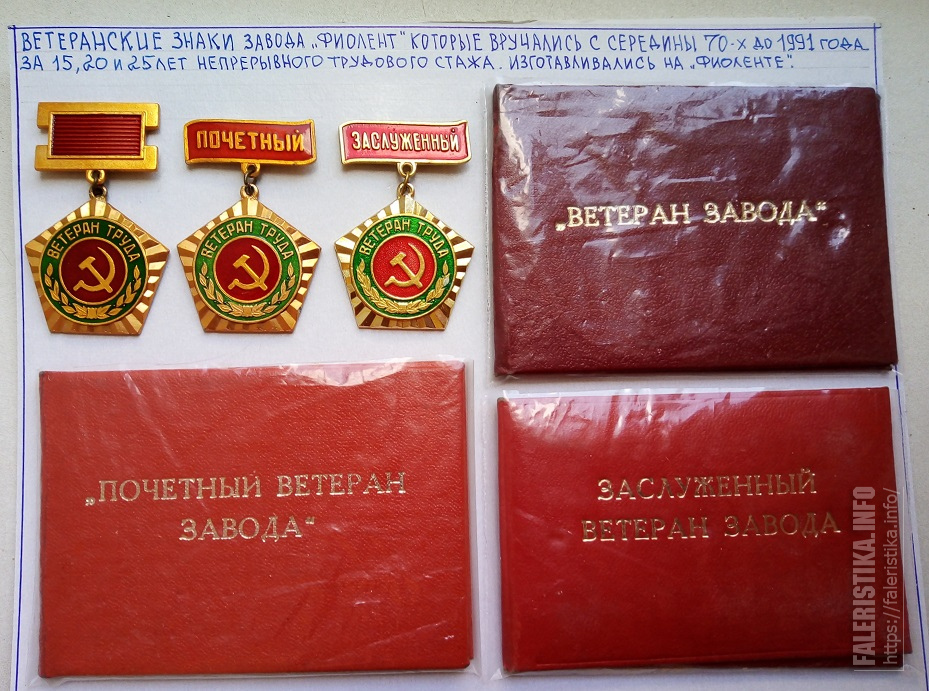 ВЕТЕРАНСКИЕ ЗНАКИ ЗАВОДА „ФИОЛЕНТ" КОТОРЫЕ ВРУЧАЛИСЬ С СЕРЕДИНЫ 70-Х ДО 1991 ГОДА
ЗА 15, 20 И 25 ЛЕТ НЕПРЕРЫВНОГО ТРУДОВОГО СТАЖА. ИЗГОТАВЛИВАЛИСЬ НА „ФИОЛЕНТЕ".
ПОЧЕТНЫЙ
ЗАСЛУЖЕННЫЙ
ВЕТЕРАН ТРУДА
ВЕТЕРАН ТРУДА
ВЕТЕРАН ТРУДА
„ВЕТЕРАН ЗАВОДА“
„ПОЧЕТНЫЙ ВЕТЕРАН
ЗАВОДА“
ЗАСЛУЖЕННЫЙ
ВЕТЕРАН ЗАВОДА
FALERISTIKA.INFO
https://faleristika.info/